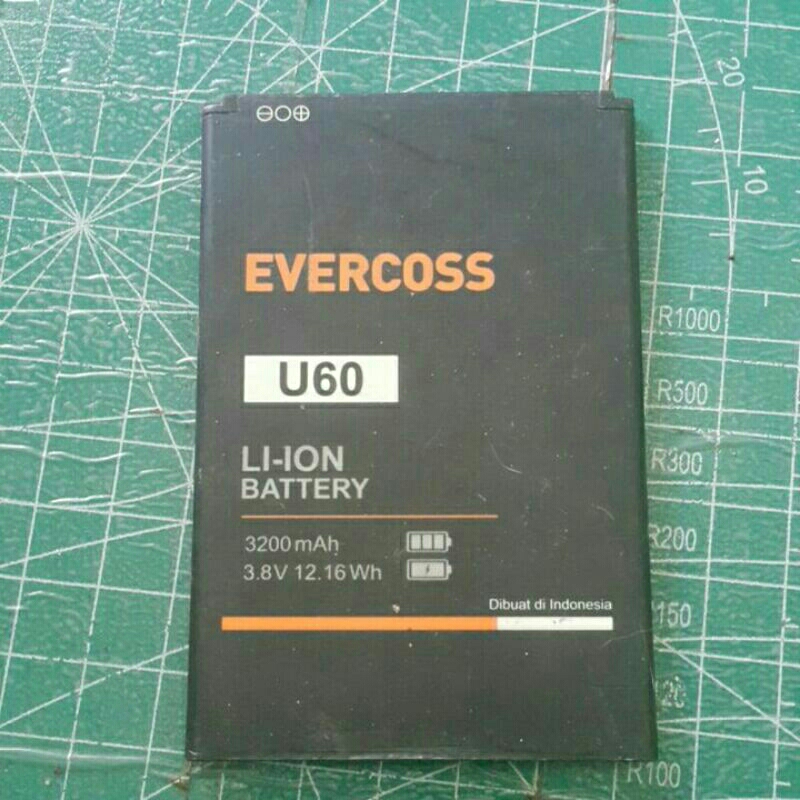 ⊖○⊕
EVERCOSS
U60
LI-ION
BATTERY
3200 mAh
3.8V 12.16 Wh
Dibuat di Indonesia
20
10
R1000
R500
R300
R200
R100